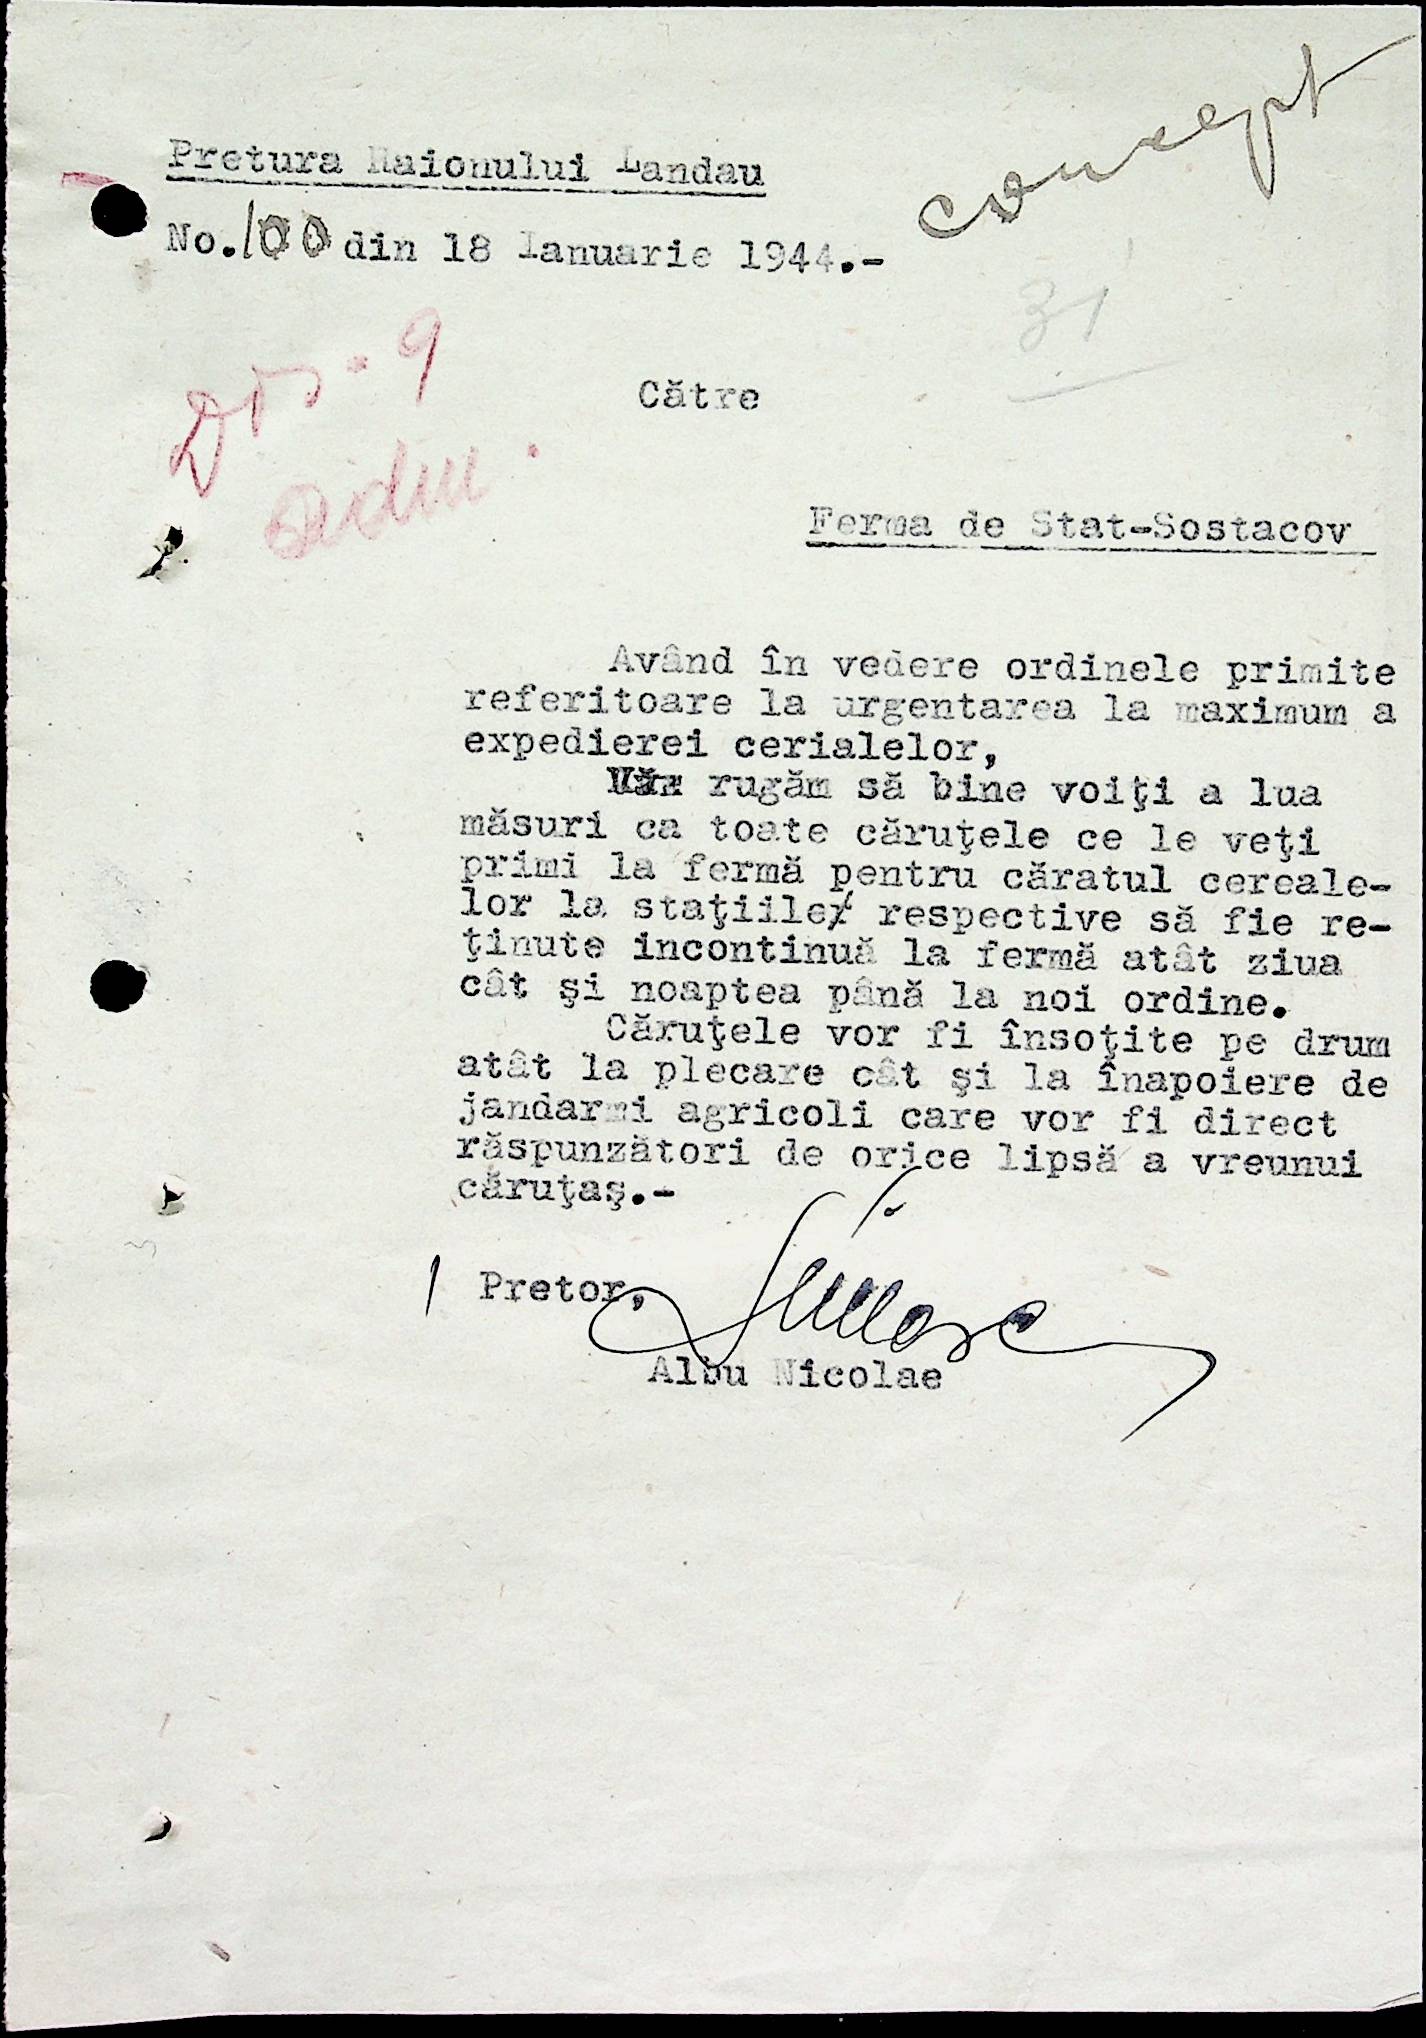 concept
Pretura Raionului Landau
No. 100 din 18 Ianuarie 1944.-
31
Dos. 9
Către
Ferma de Stat-Sostacov
Având în vedere ordinele primite
referitoare la urgentarea la maximum a
expedierei cerialelor,
Vă rugăm să bine voiţi a lua
măsuri ca toate căruţele ce le veţi
primi la fermă pentru căratul cereale-
lor la staţiile respective să fie re-
ţinute incontinuă la fermă atât ziua
cât şi noaptea până la noi ordine.
Căruţele vor fi însoţite pe drum
atât la plecare cât şi la înapoiere de
jandarmi agricoli care vor fi direct
răspunzători de orice lipsă a vreunui
căruţaş.-
Pretor,
Albu Nicolae